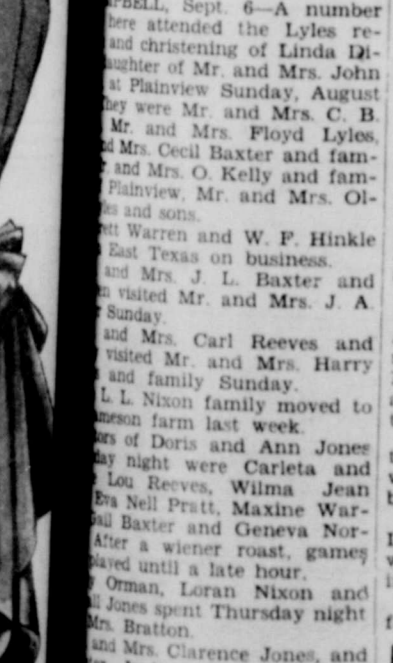 PBELL, Sept. 6—A number
here attended the Lyles re-
and christening of Linda Di-
aughter of Mr. and Mrs. John
at Plainview Sunday, August
hey were Mr. and Mrs. C. B.
Mr. and Mrs. Floyd Lyles,
d Mrs. Cecil Baxter and fam-
and Mrs. O. Kelly and fam-
Plainview, Mr. and Mrs. Ol-
es and sons.
ett Warren and W. F. Hinkle
East Texas on business.
and Mrs. J. L. Baxter and
n visited Mr. and Mrs. J. A.
Sunday.
and Mrs. Carl Reeves and
visited Mr. and Mrs. Harry
and family Sunday.
L. L. Nixon family moved to
ameson farm last week.
ors of Doris and Ann Jones
day night were Carleta and
Lou Reeves, Wilma Jean
Eva Nell Pratt, Maxine War-
ail Baxter and Geneva Nor-
After a wiener roast, games
played until a late hour.
Orman, Loran Nixon and
ll Jones spent Thursday night
Mrs. Bratton.
and Mrs. Clarence Jones, and